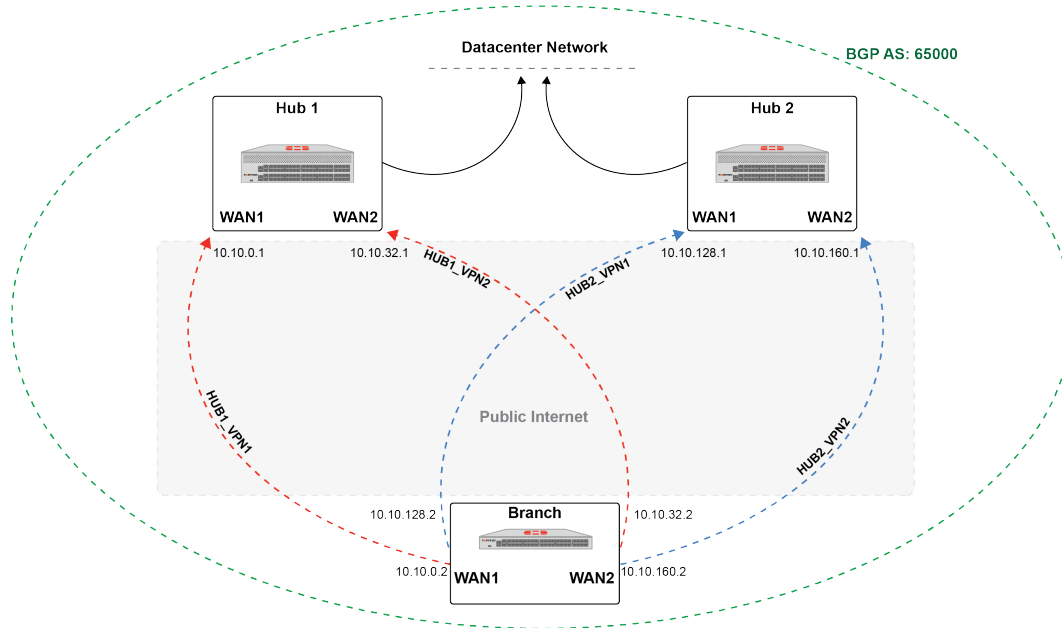 Datacenter Network
BGP AS: 65000
Hub 1
Hub 2
WAN1
WAN2
WAN1
WAN2
10.10.0.1
10.10.32.1
10.10.128.1
10.10.160.1
HUB1_VPN2
HUB2_VPN1
HUB1_VPN1
Public Internet
HUB2_VPN2
10.10.128.2
Branch
10.10.32.2
10.10.0.2
WAN1
WAN2
10.10.160.2